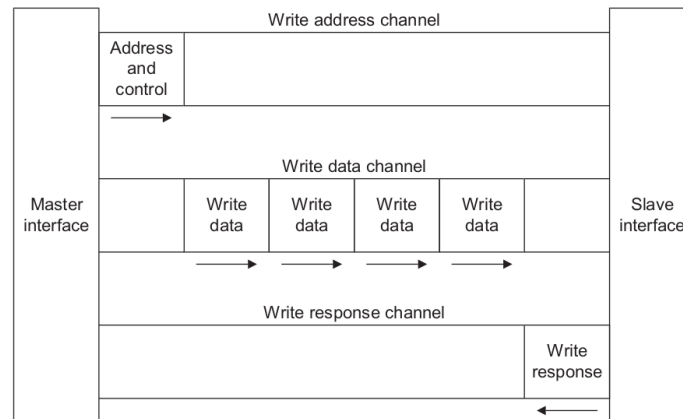 Write address channel
Address
and
control
Write data channel
Master
interface
Write
data
Write
data
Write
data
Write
data
Slave
interface
Write response channel
Write
response